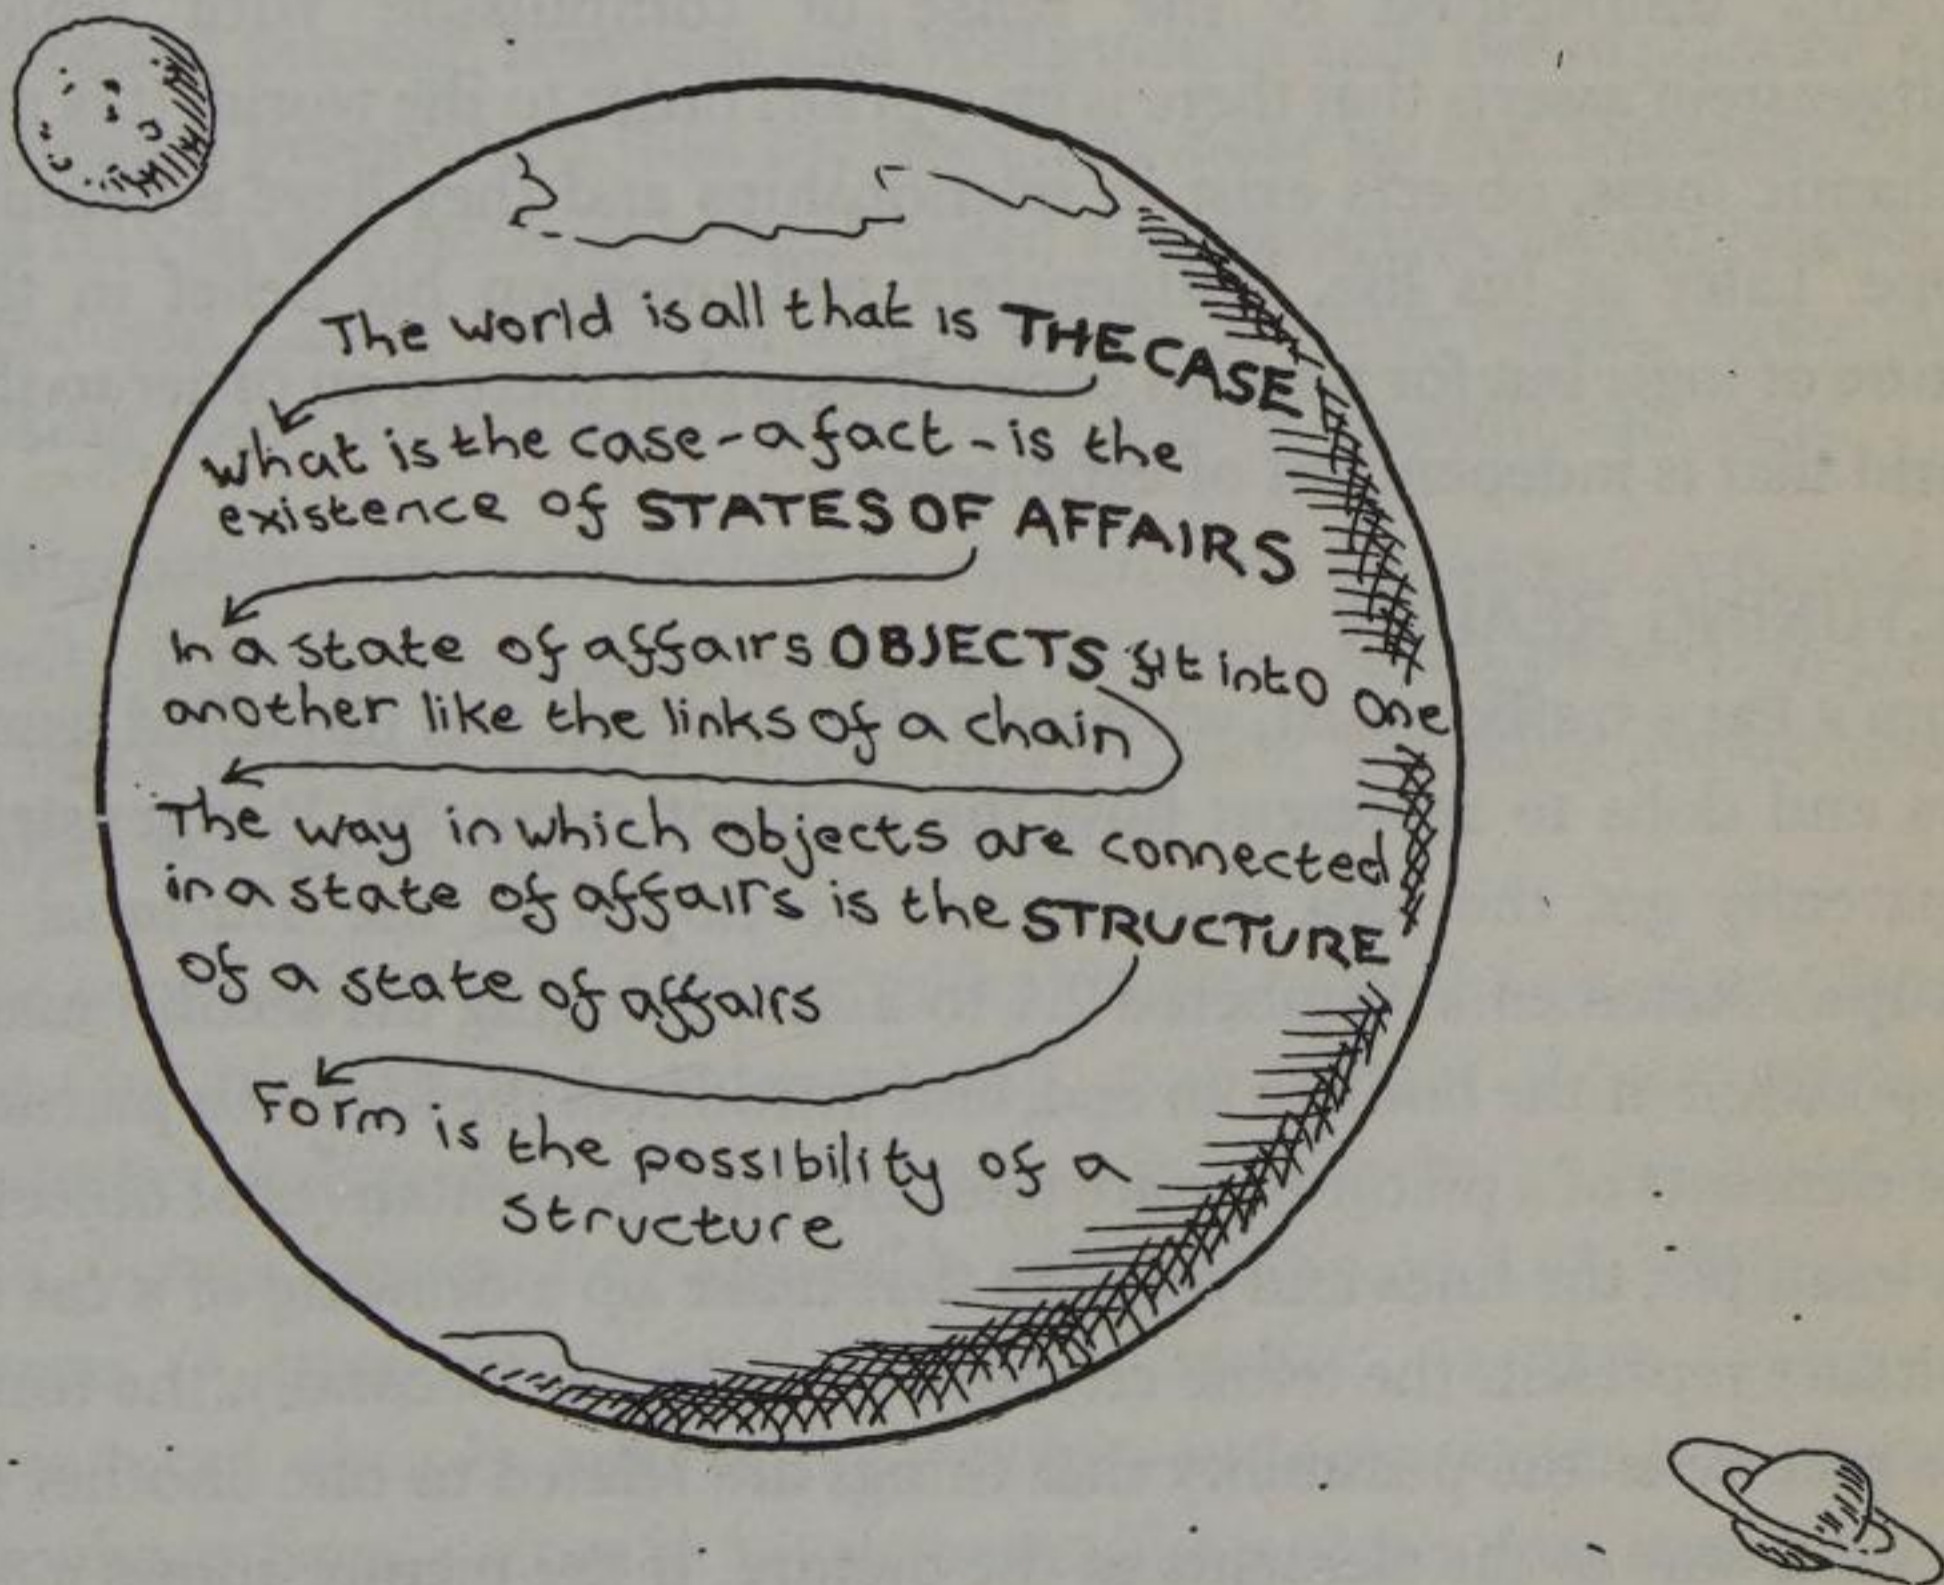 The world is all that is THE CASE
What is the case - a fact - is the
existence of STATES OF AFFAIRS
In a state of affairs OBJECTS fit into one
another like the links of a chain
The way in which objects are connected
in a state of affairs is the STRUCTURE
of a state of affairs
Form is the possibility of a
structure